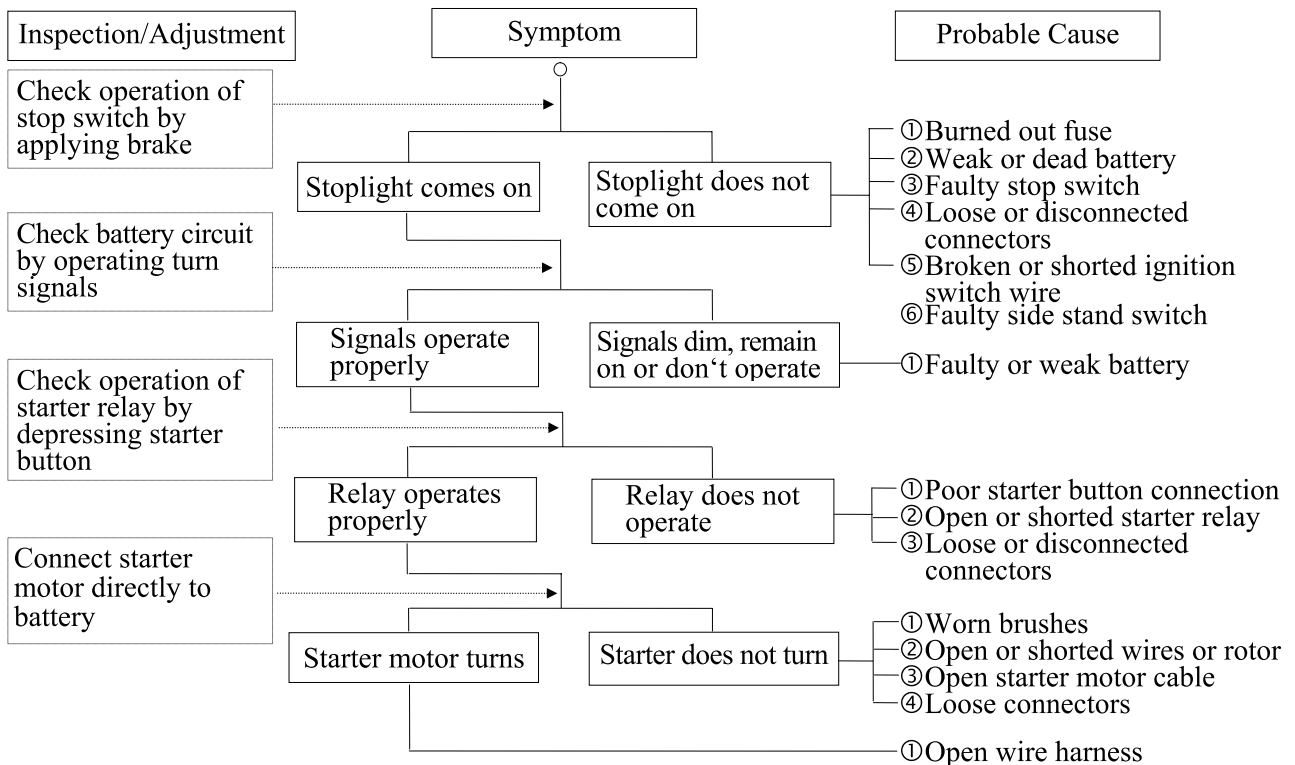 Inspection/Adjustment
Symptom
Probable Cause
Check operation of
stop switch by
applying brake
Stoplight comes on
Stoplight does not
come on
①Burned out fuse
②Weak or dead battery
③Faulty stop switch
④Loose or disconnected
connectors
⑤Broken or shorted ignition
switch wire
⑥Faulty side stand switch
Check battery circuit
by operating turn
signals
Signals operate
properly
Signals dim, remain
on or don‘t operate
①Faulty or weak battery
Check operation of
starter relay by
depressing starter
button
Relay operates
properly
Relay does not
operate
①Poor starter button connection
②Open or shorted starter relay
③Loose or disconnected
connectors
Connect starter
motor directly to
battery
Starter motor turns
Starter does not turn
①Worn brushes
②Open or shorted wires or rotor
③Open starter motor cable
④Loose connectors
①Open wire harness